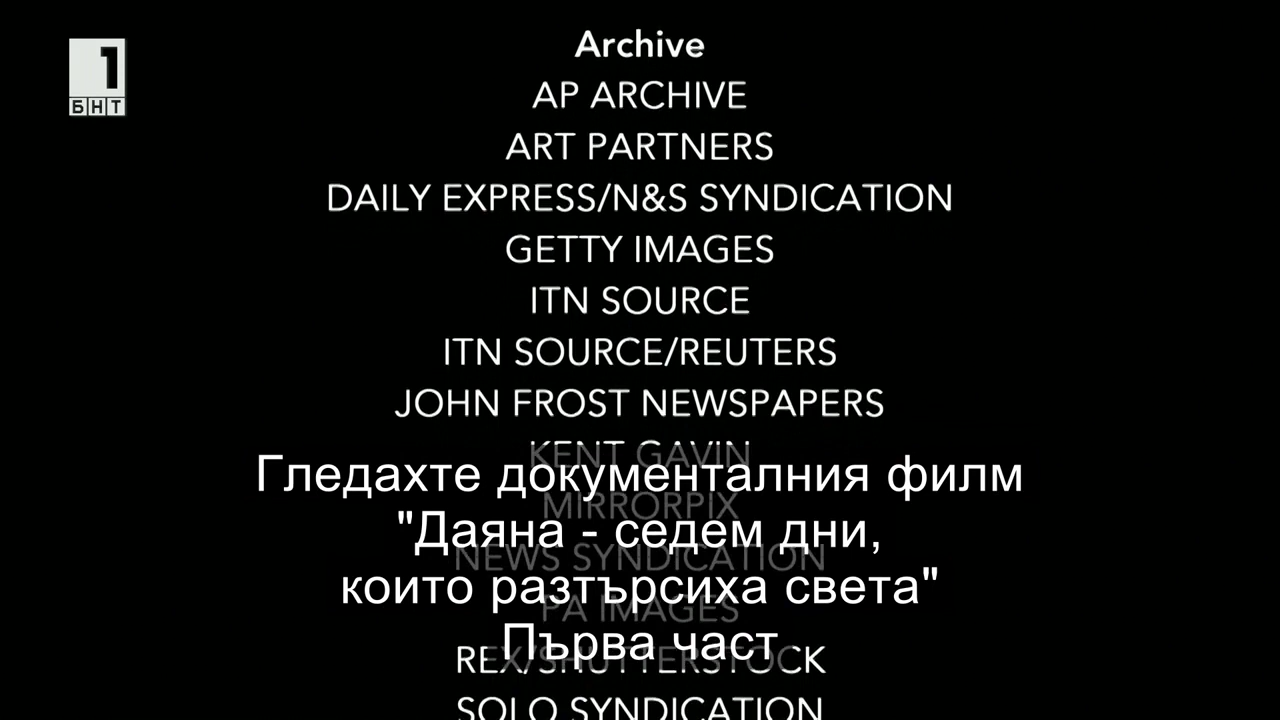 1
БНТ
Archive
AP ARCHIVE
ART PARTNERS
DAILY EXPRESS/N&S SYNDICATION
GETTY IMAGES
ITN SOURCE
ITN SOURCE/REUTERS
JOHN FROST NEWSPAPERS
KENT GAVIN
Гледахте документалния филм
MIRRORPIX
"Даяна - седем дни,
NEWS SYNDICATION
които разтърсиха света"
PA IMAGES
Първа част
REX/SHUTTERSTOCK
SOLO SYNDICATION